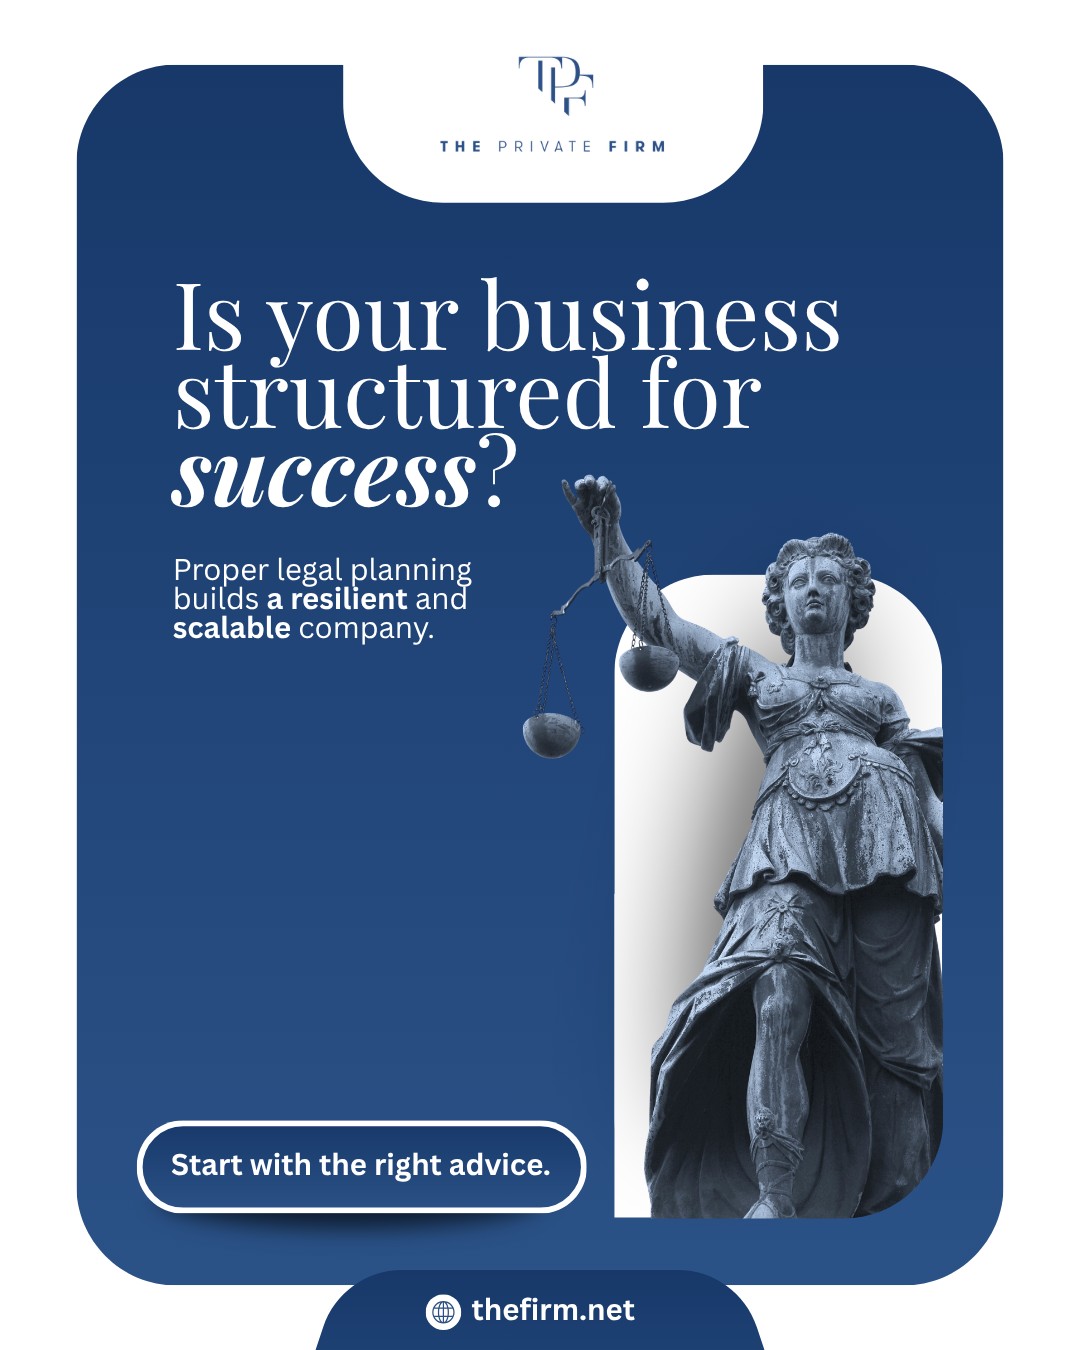 TPF
THE PRIVATE FIRM
Is your business
structured for
success?
Proper legal planning
builds a resilient and
scalable company.
Start with the right advice.
thefirm.net